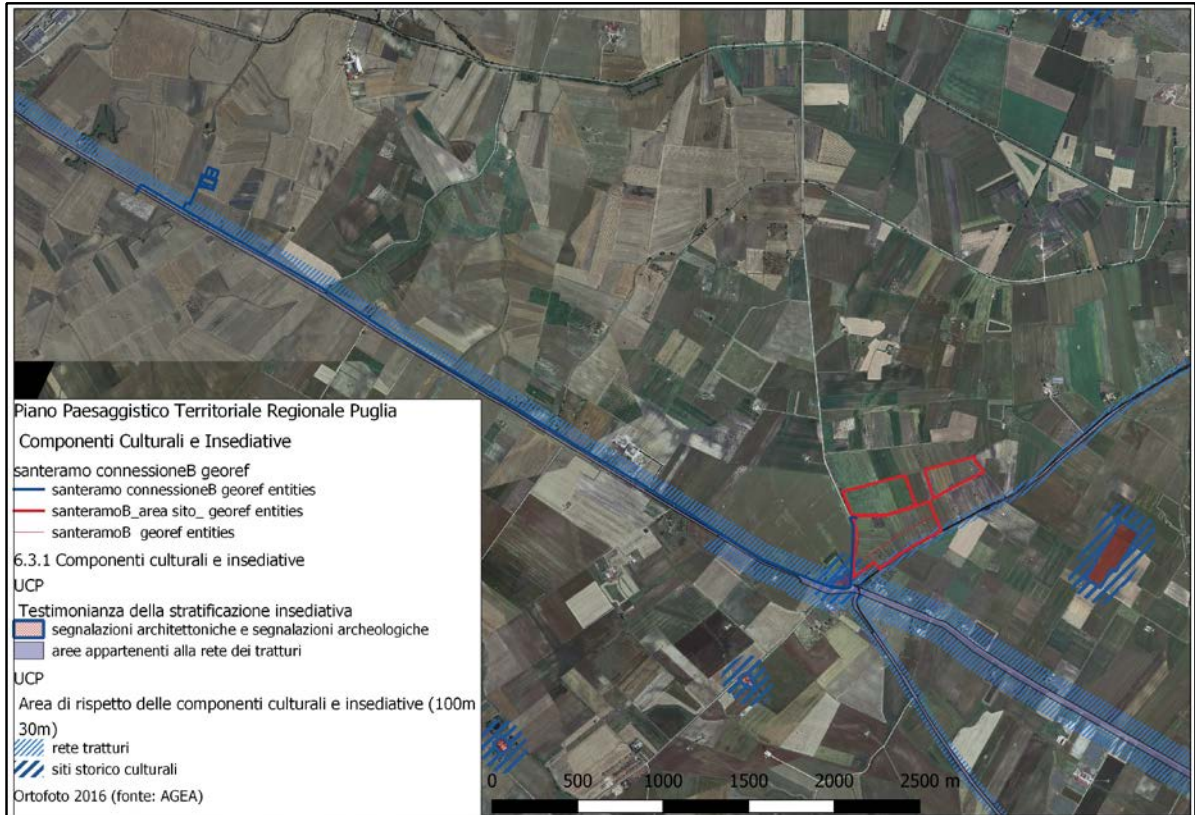 Piano Paesaggistico Territoriale Regionale Puglia
Componenti Culturali e Insediative
santeramo connessioneB georef
santeramo connessioneB georef entities
santeramoB_area sito_ georef entities
santeramoB georef entities
6.3.1 Componenti culturali e insediative
UCP
Testimonianza della stratificazione insediativa
segnalazioni architettoniche e segnalazioni archeologiche
aree appartenenti alla rete dei tratturi
UCP
Area di rispetto delle componenti culturali e insediative (100m
30m)
rete tratturi
siti storico culturali
Ortofoto 2016 (fonte: AGEA)
0 500 1000 1500 2000 2500 m